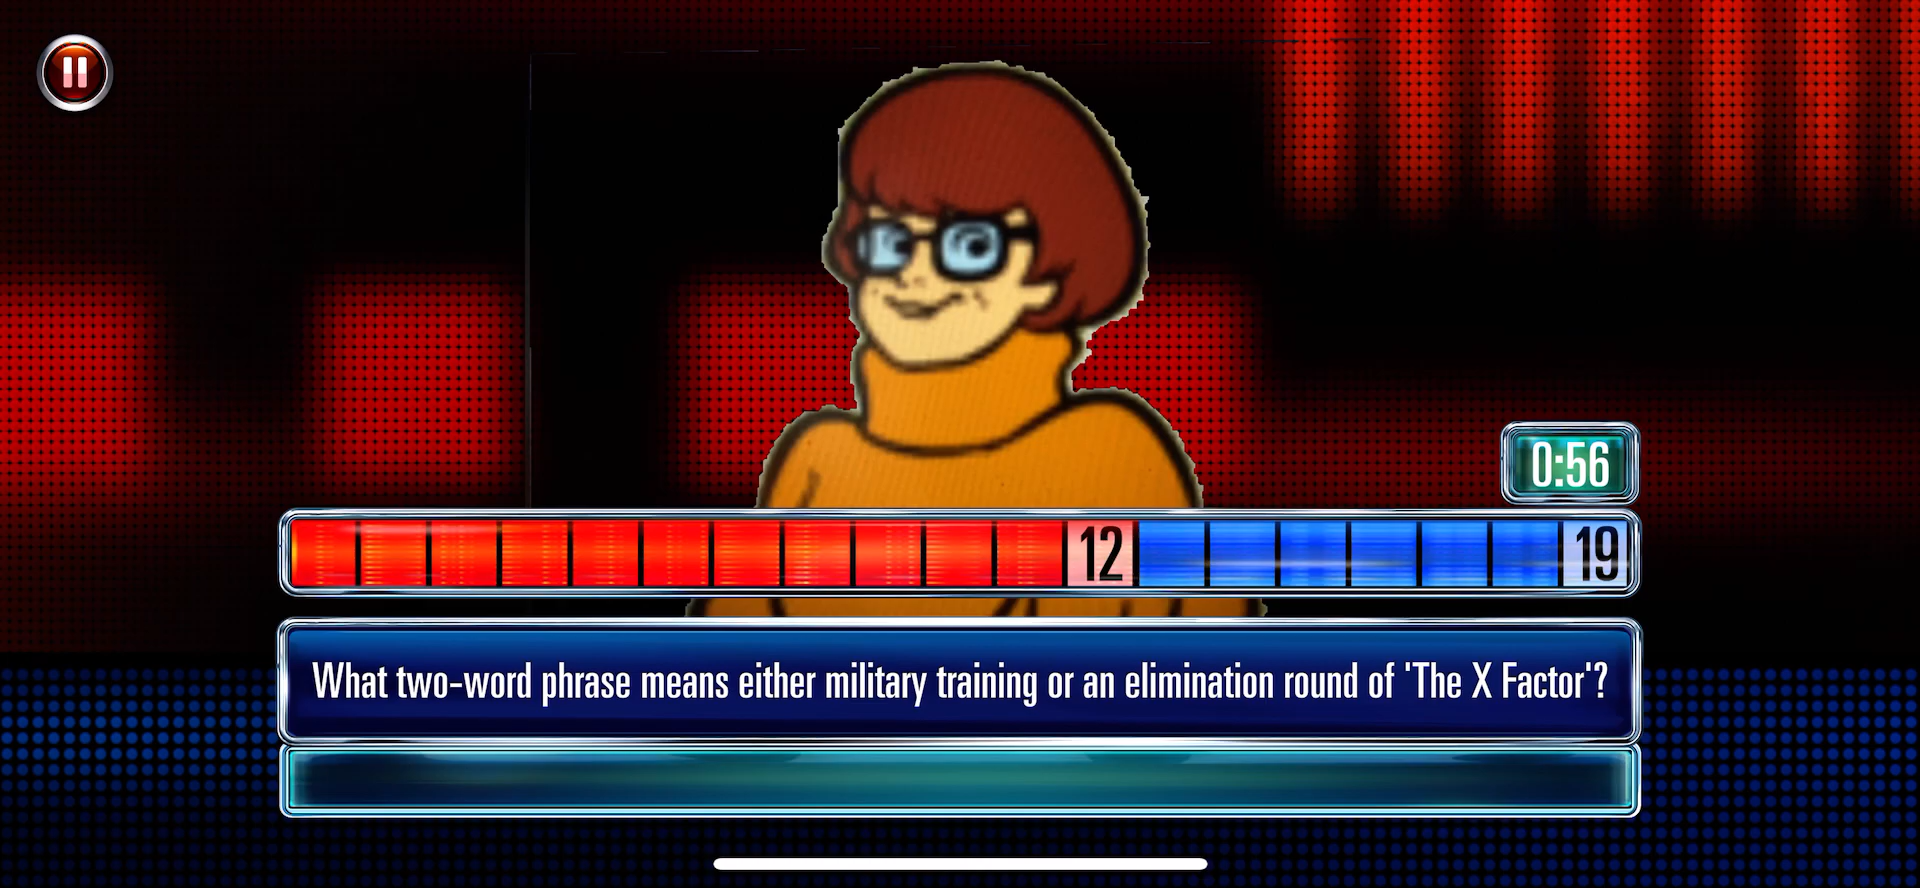 0:56
12
19
What two-word phrase means either military training or an elimination round of 'The X Factor'?